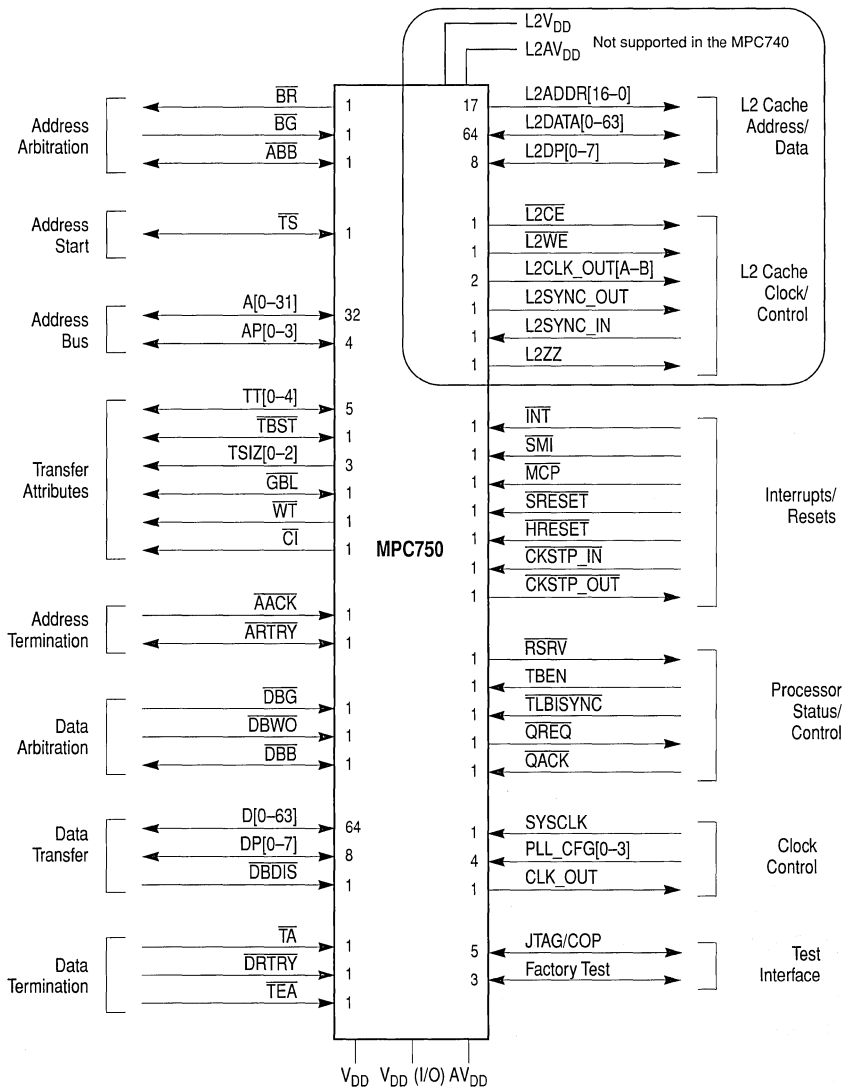 L2VDD
L2AVDD
Not supported in the MPC740
Address
Arbitration
BR 1
BG 1
ABB 1
Address
Start
TS 1
Address
Bus
A[0–31] 32
AP[0–3] 4
Transfer
Attributes
TT[0–4] 5
TBST 1
TSIZ[0–2] 3
GBL 1
WT 1
CI 1
Address
Termination
AACK 1
ARTRY 1
Data
Arbitration
DBG 1
DBWO 1
DBB 1
Data
Transfer
D[0–63] 64
DP[0–7] 8
DBDIS 1
Data
Termination
TA 1
DRTRY 1
TEA 1
MPC750
17 L2ADDR[16–0]
64 L2DATA[0–63]
8 L2DP[0–7]
L2 Cache
Address/
Data
1 L2CE
1 L2WE
2 L2CLK_OUT[A–B]
1 L2SYNC_OUT
1 L2SYNC_IN
1 L2ZZ
L2 Cache
Clock/
Control
1 INT
1 SMI
1 MCP
1 SRESET
1 HRESET
1 CKSTP_IN
1 CKSTP_OUT
Interrupts/
Resets
1 RSRV
1 TBEN
1 TLBISYNC
1 QREQ
1 QACK
Processor
Status/
Control
1 SYSCLK
4 PLL_CFG[0–3]
1 CLK_OUT
Clock
Control
5 JTAG/COP
3 Factory Test
Test
Interface
VDD VDD (I/O) AVDD